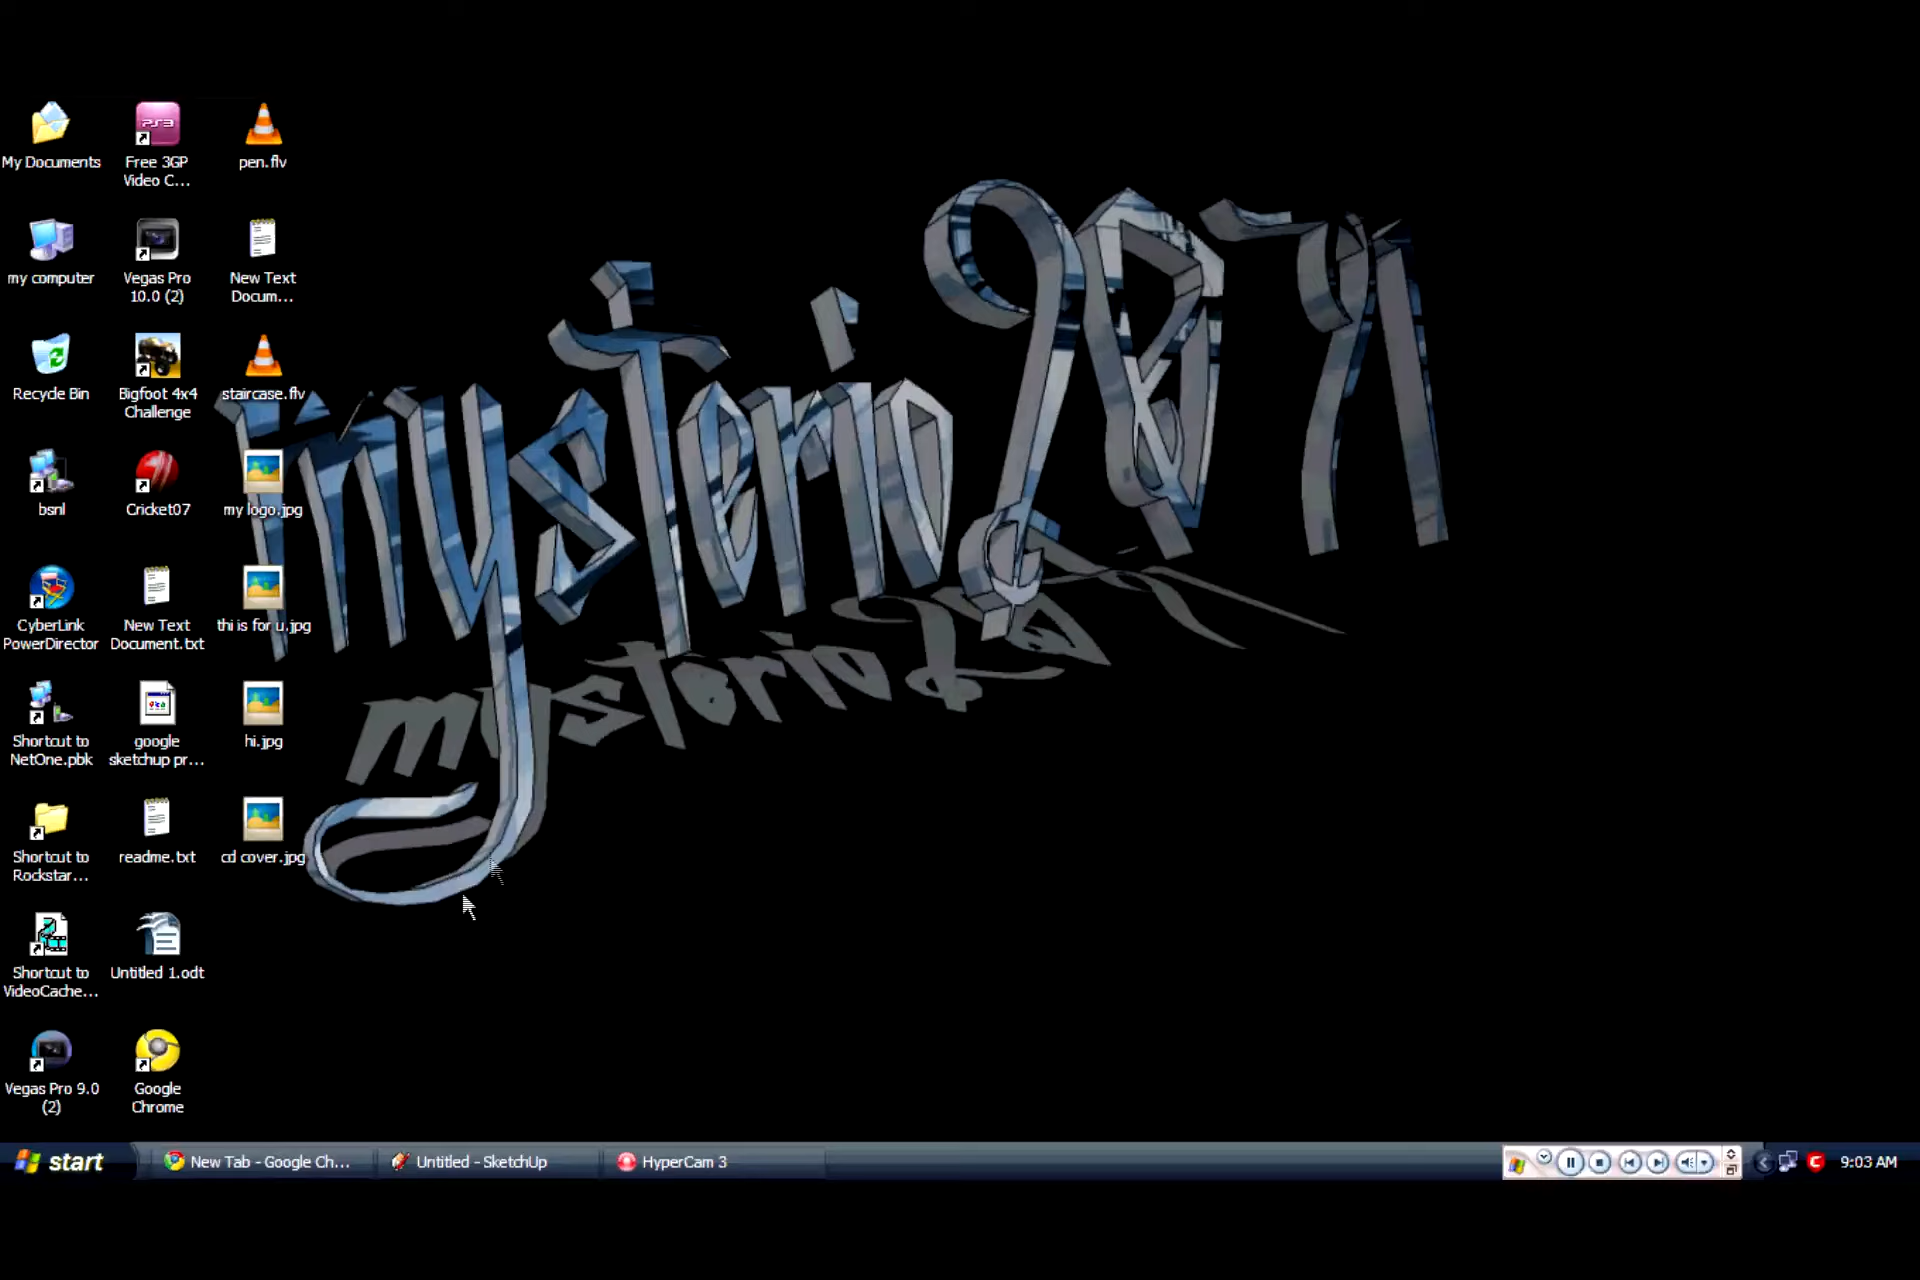 My Documents
Free 3GP
Video C...
pen.flv
my computer
Vegas Pro
10.0 (2)
New Text
Docum...
Recycle Bin
Bigfoot 4x4
Challenge
staircase.flv
bsnl
Cricket07
my logo.jpg
CyberLink
PowerDirector
New Text
Document.txt
thi is for u.jpg
Shortcut to
NetOne.pbk
google
sketchup pr...
hi.jpg
Shortcut to
Rockstar...
readme.txt
cd cover.jpg
Shortcut to
VideoCache...
Untitled 1.odt
Vegas Pro 9.0
(2)
Google
Chrome
PS3
mysterio2071
mysterio2071
start
New Tab - Google Ch...
Untitled - SketchUp
HyperCam 3
9:03 AM